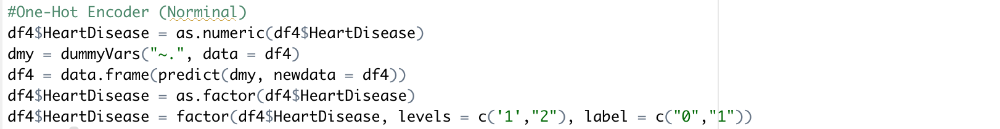 #One-Hot Encoder (Norminal)
df4$HeartDisease = as.numeric(df4$HeartDisease)
dmy = dummyVars("~.", data = df4)
df4 = data.frame(predict(dmy, newdata = df4))
df4$HeartDisease = as.factor(df4$HeartDisease)
df4$HeartDisease = factor(df4$HeartDisease, levels = c('1',"2"), label = c("0","1"))